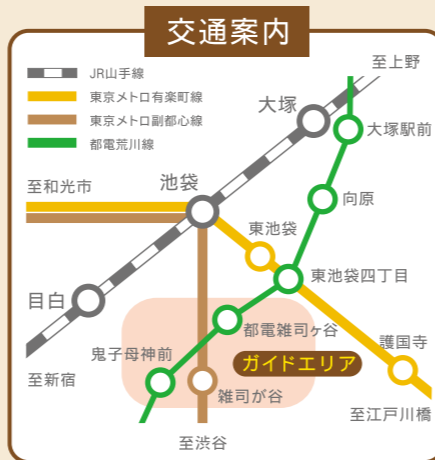 交通案内
JR山手線
東京メトロ有楽町線
東京メトロ副都心線
都電荒川線
至上野
大塚
大塚駅前
至和光市
池袋
向原
東池袋
東池袋四丁目
目白
都電雑司ヶ谷
護国寺
鬼子母神前
ガイドエリア
至新宿
雑司が谷
至江戸川橋
至渋谷